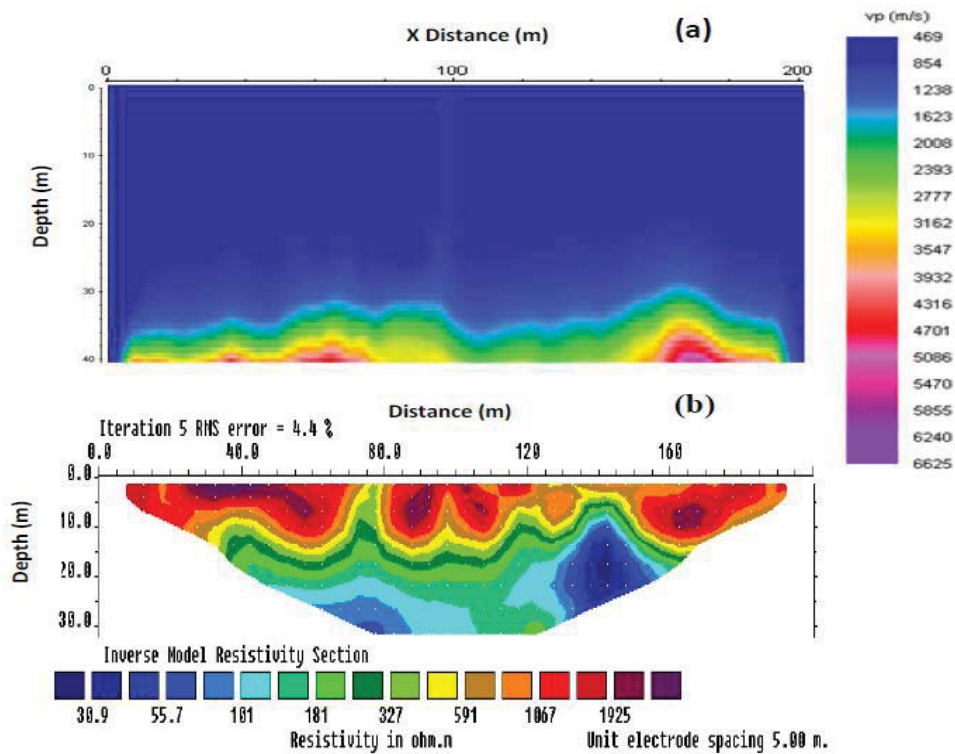 X Distance (m) (a)
0 100 200
0
10
20
30
40
Depth (m)
vp (m/s)
469
854
1238
1623
2008
2393
2777
3162
3547
3932
4316
4701
5086
5470
5855
6240
6625
Distance (m) (b)
Iteration 5 RMS error = 4.4 %
0.0 40.0 80.0 120 160
0.0
10.0
20.0
30.0
Depth (m)
Inverse Model Resistivity Section
30.9 55.7 101 181 327 591 1067 1925
Resistivity in ohm.m Unit electrode spacing 5.00 m.